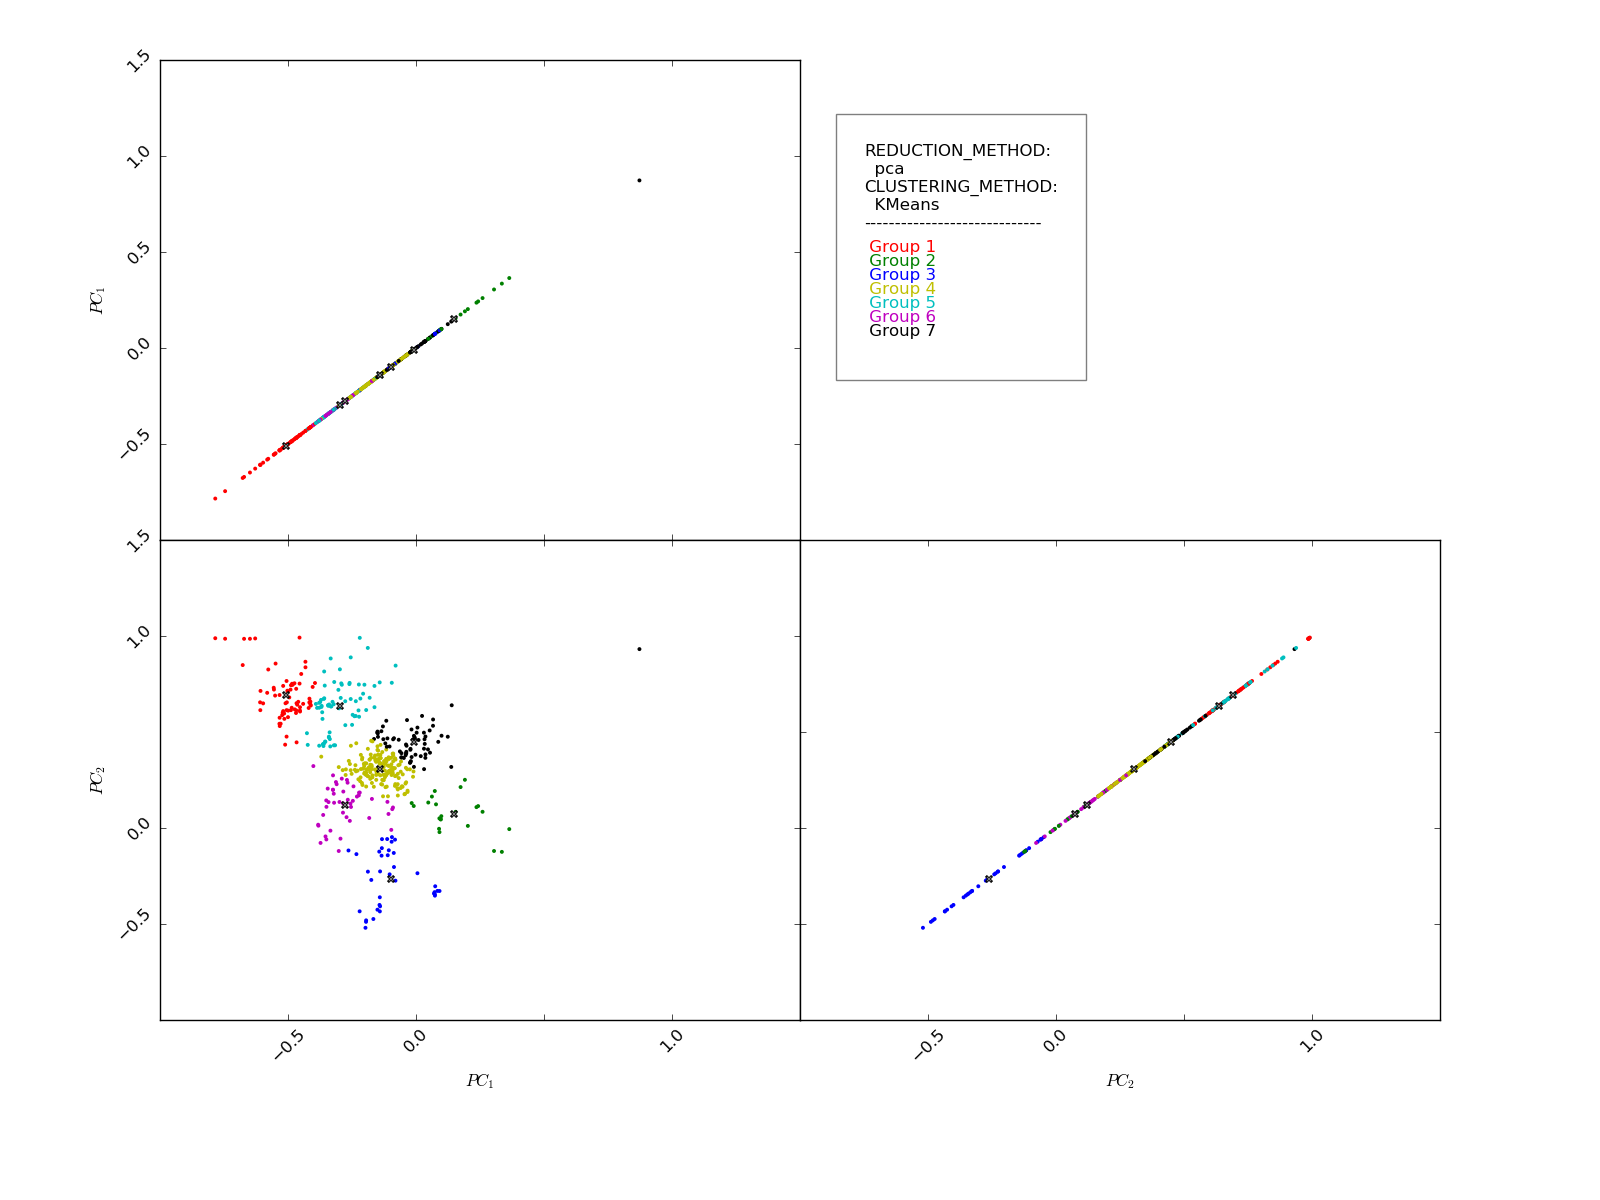 1.5
1.0
0.5
0.0
−0.5
PC1
REDUCTION_METHOD:
pca
CLUSTERING_METHOD:
KMeans
-----------------------------
Group 1
Group 2
Group 3
Group 4
Group 5
Group 6
Group 7
1.5
1.0
0.0
−0.5
PC2
−0.5 0.0 1.0
PC1
−0.5 0.0 1.0
PC2